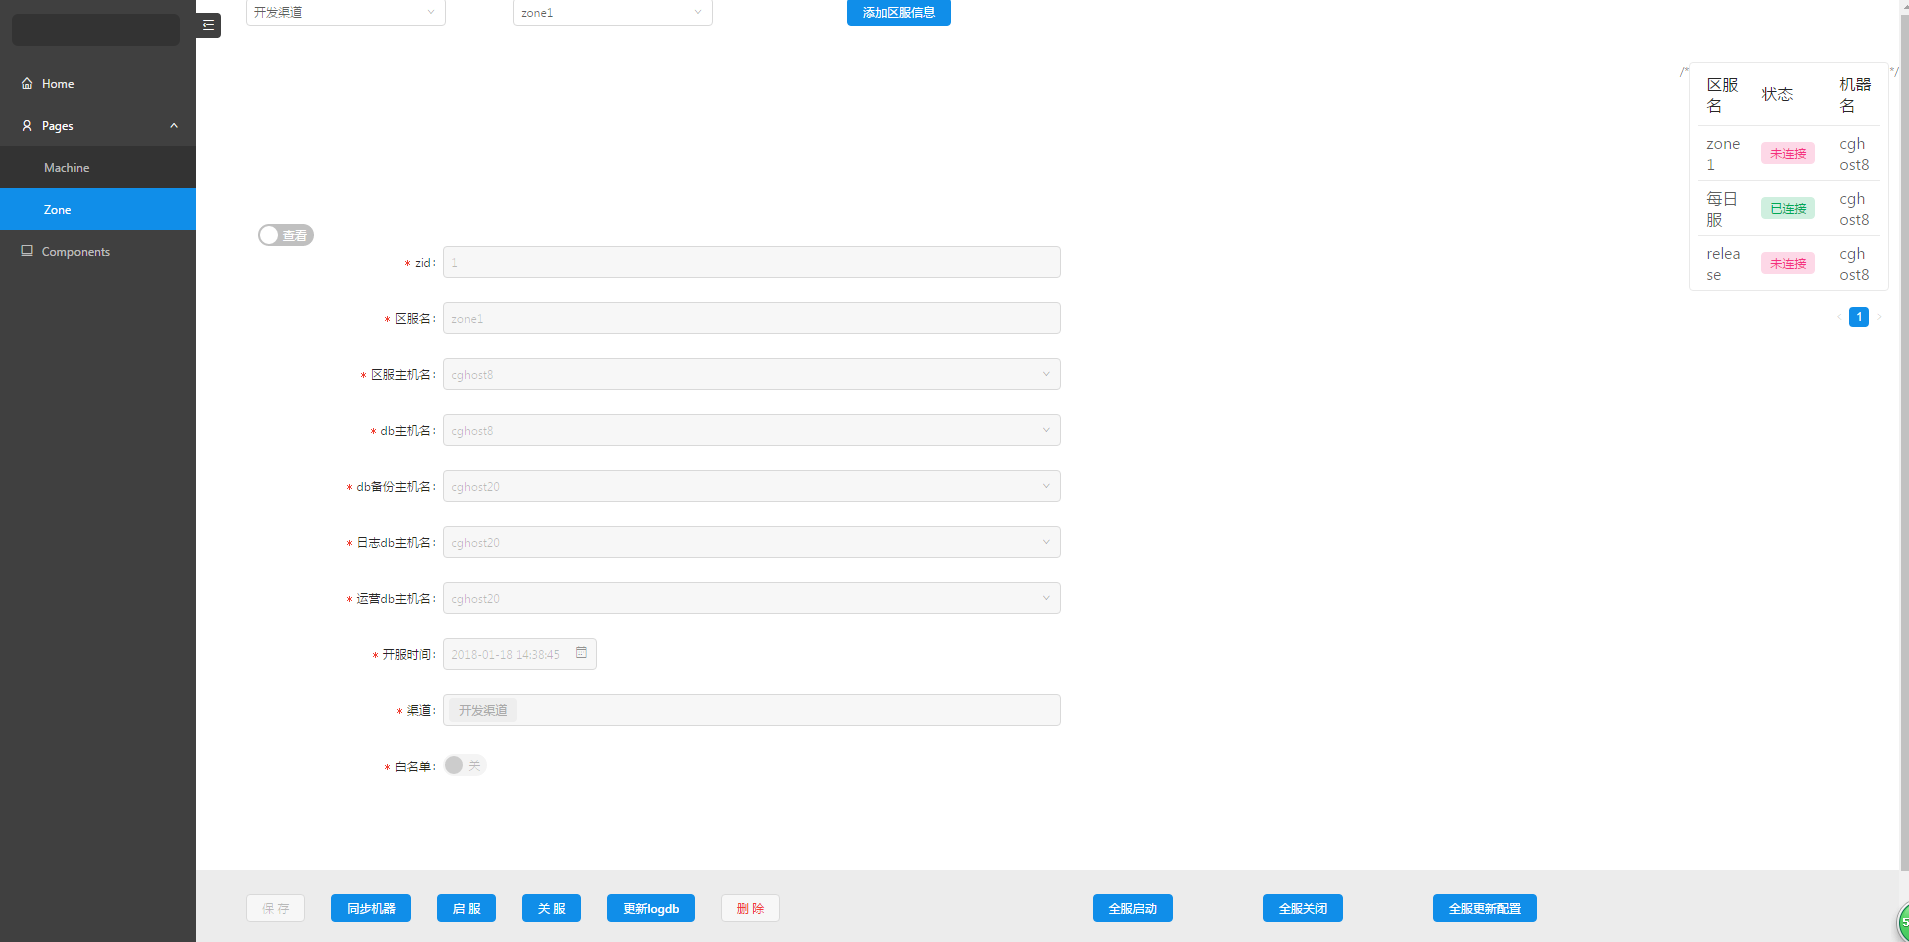 开发渠道
zone1
添加区服信息
Home
Pages
Machine
Zone
Components
/*
*/
区服名
状态
机器名
zone1
未连接
cghost8
每日服
已连接
cghost8
release
未连接
cghost8
1
查看
* zid: 1
* 区服名: zone1
* 区服主机名: cghost8
* db主机名: cghost8
* db备份主机名: cghost20
* 日志db主机名: cghost20
* 运营db主机名: cghost20
* 开服时间: 2018-01-18 14:38:45
* 渠道: 开发渠道
* 白名单: 关
保 存
同步机器
启 服
关 服
更新logdb
删 除
全服启动
全服关闭
全服更新配置
5